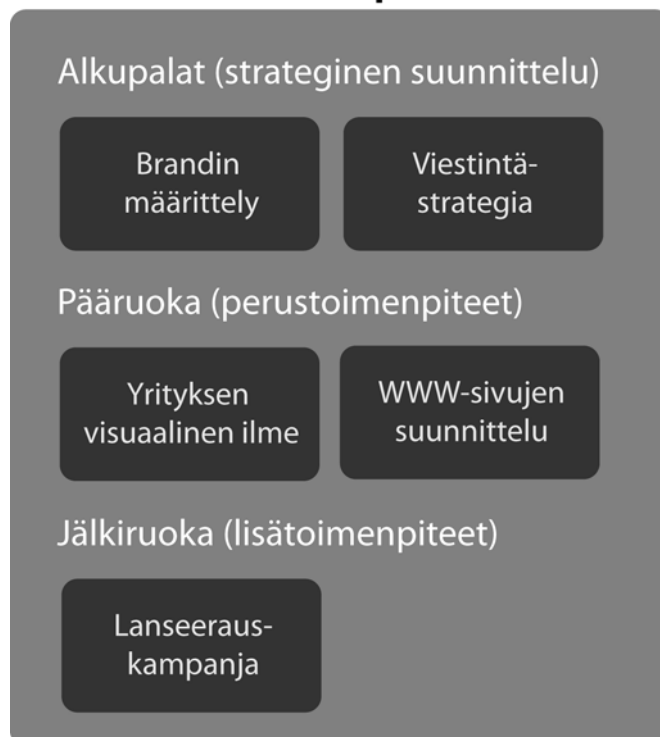 Alkupalat (strateginen suunnittelu)
Brandin
määrittely
Viestintä-
strategia
Pääruoka (perustoimenpiteet)
Yrityksen
visuaalinen ilme
WWW-sivujen
suunnittelu
Jälkiruoka (lisätoimenpiteet)
Lanseeraus-
kampanja